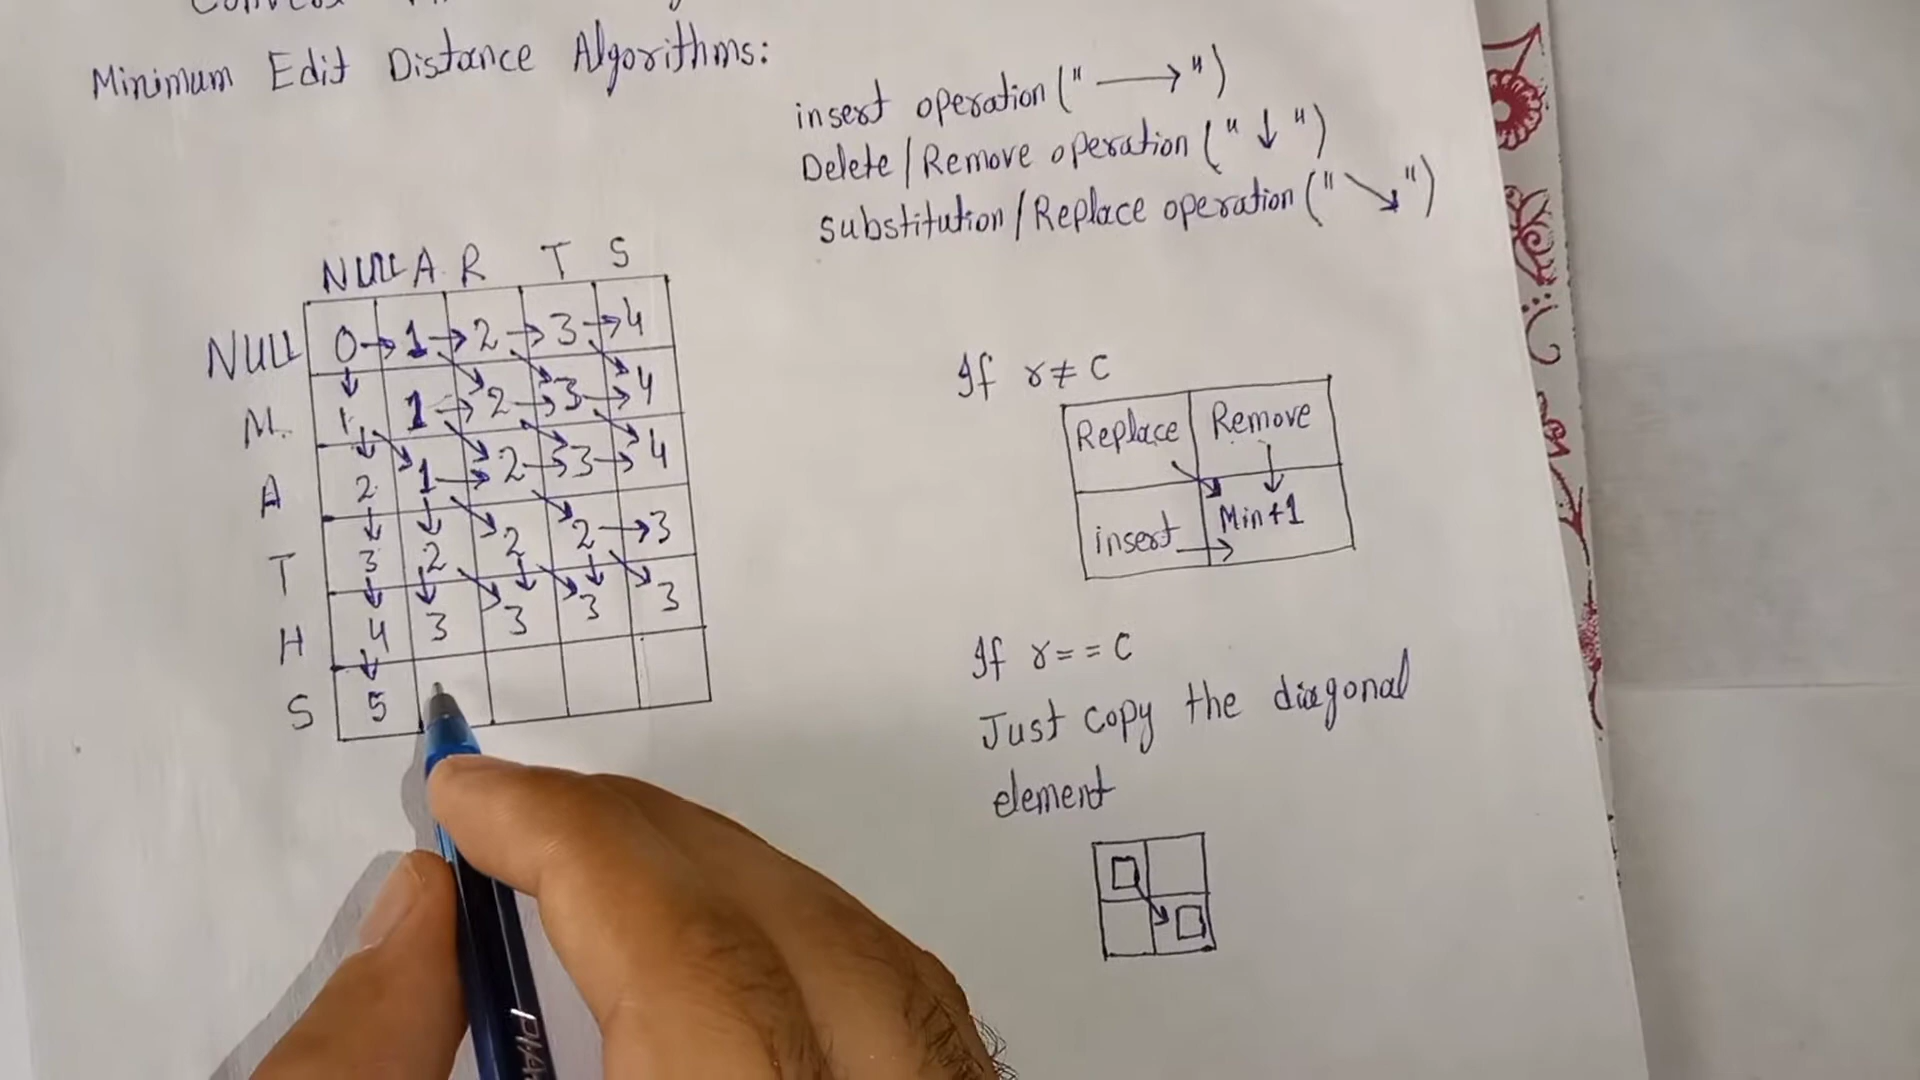 Minimum Edit Distance Algorithms:
insert operation ("→")
Delete/Remove operation ("↓")
substitution/Replace operation ("↘")
NULL A R T S
NULL 0→1→2→3→4
M. 1 1→2→3→4
A 2 1→2→3→4
T 3 2 2 2→3
H 4 3 3 3 3
S 5
If r≠C
Replace Remove
insert→ Min+1
If r==C
Just copy the diagonal
element